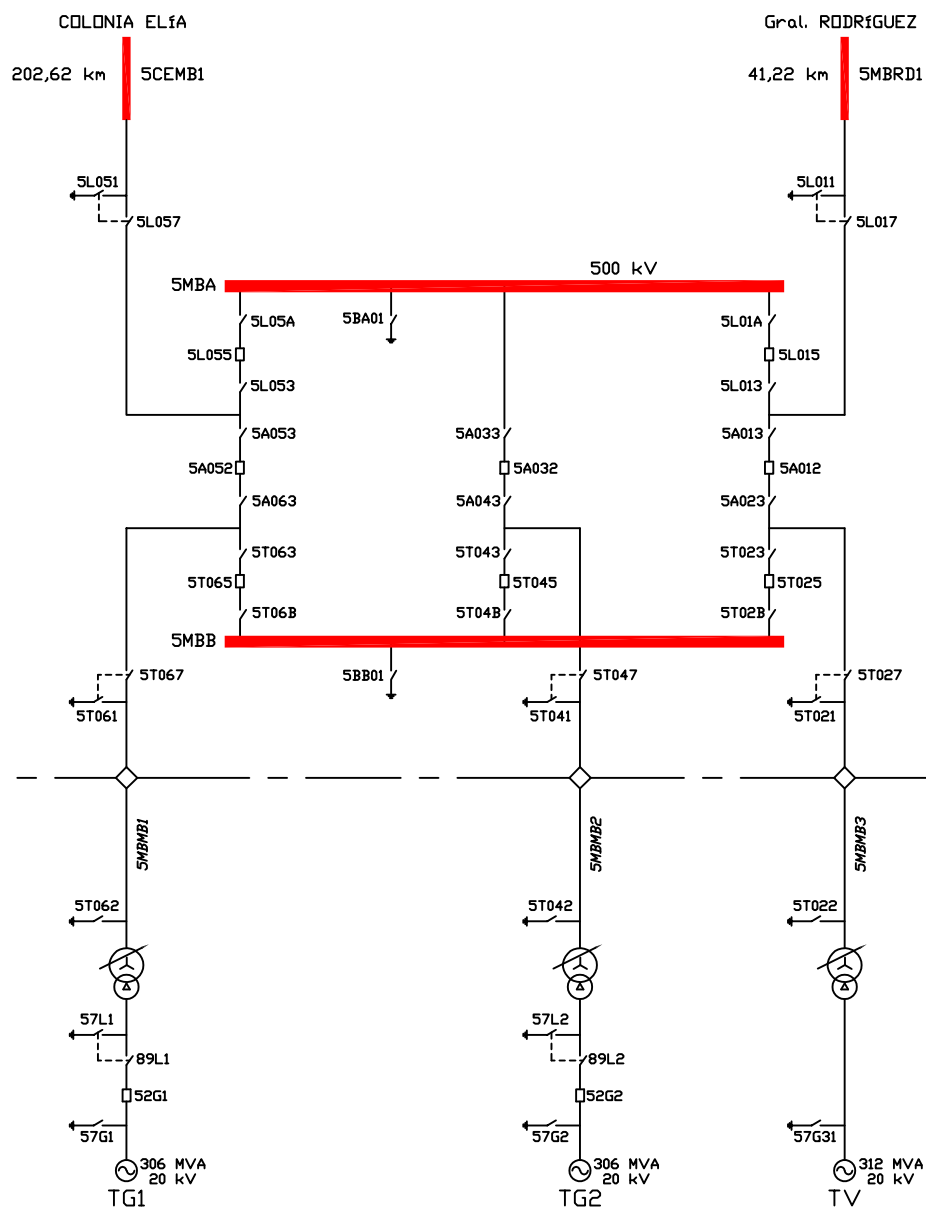 COLONIA ELíA
Gral. RODRíGUEZ
202,62 km
5CEMB1
41,22 km
5MBRD1
5L051
5L057
5L011
5L017
500 kV
5MBA
5L05A
5BA01
5L01A
5L055
5L015
5L053
5L013
5A053
5A033
5A013
5A052
5A032
5A012
5A063
5A043
5A023
5T063
5T043
5T023
5T065
5T045
5T025
5T06B
5T04B
5T02B
5MBB
5T067
5BB01
5T047
5T027
5T061
5T041
5T021
5MBMB1
5MBMB2
5MBMB3
5T062
5T042
5T022
57L1
57L2
89L1
89L2
52G1
52G2
57G1
57G2
57G31
306 MVA
20 kV
306 MVA
20 kV
312 MVA
20 kV
TG1
TG2
TV